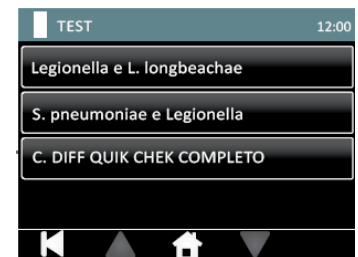 TEST 12:00
Legionella e L. longbeachae
S. pneumoniae e Legionella
C. DIFF QUIK CHEK COMPLETO